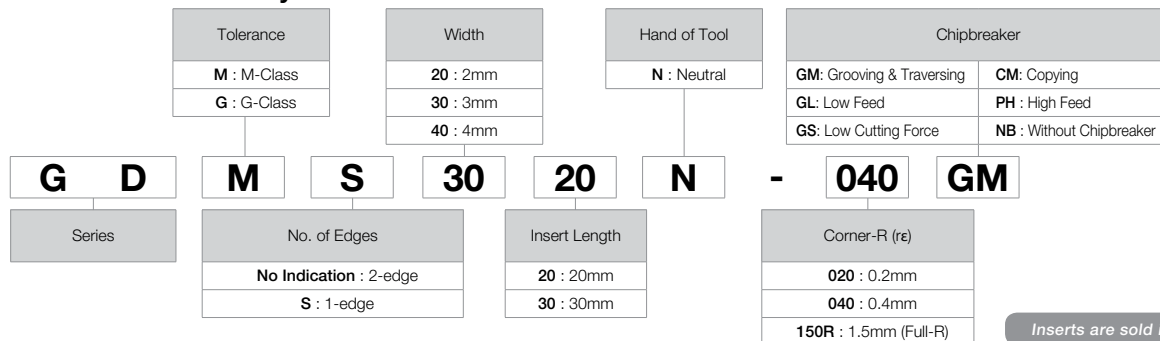 Tolerance Width Hand of Tool Chipbreaker
M : M-Class 20 : 2mm N : Neutral GM: Grooving & Traversing CM: Copying
G : G-Class 30 : 3mm GL: Low Feed PH : High Feed
40 : 4mm GS: Low Cutting Force NB : Without Chipbreaker
G D M S 30 20 N - 040 GM
Series No. of Edges Insert Length Corner-R (rε)
No Indication : 2-edge 20 : 20mm 020 : 0.2mm
S : 1-edge 30 : 30mm 040 : 0.4mm
150R : 1.5mm (Full-R) Inserts are sold